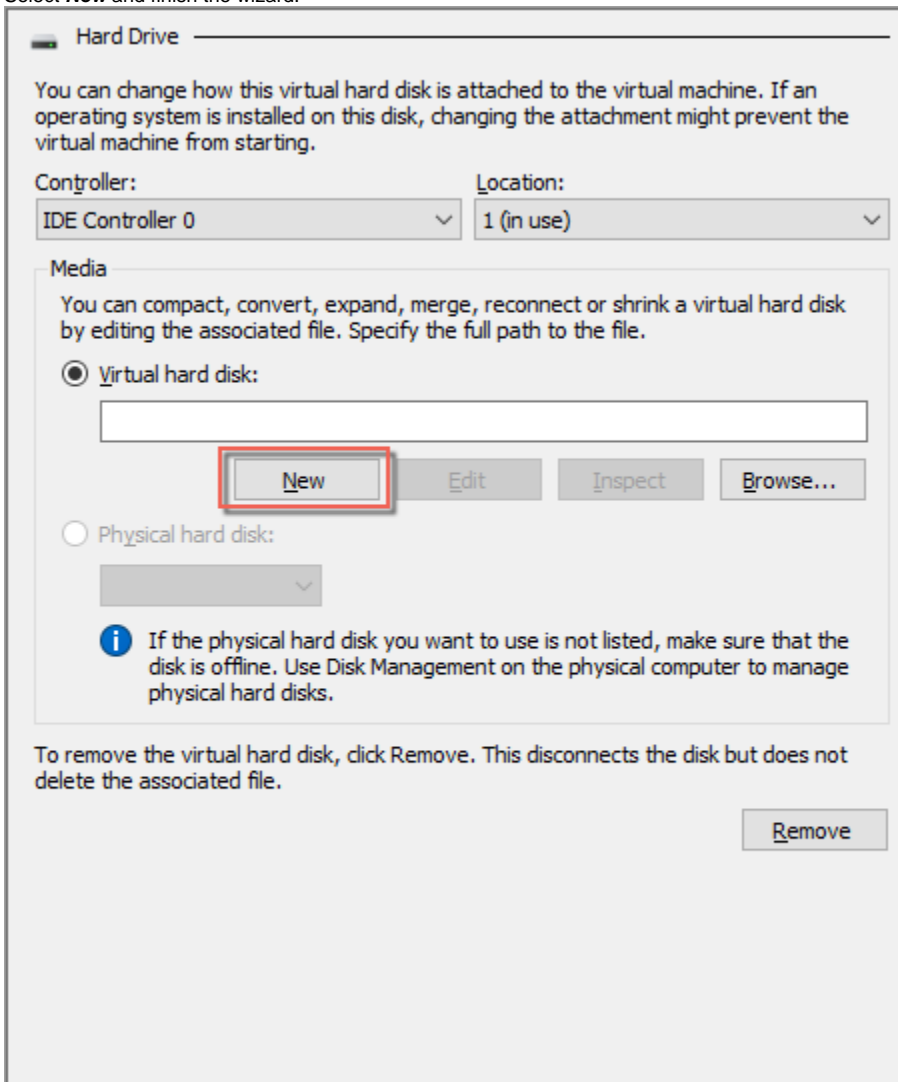 Select New and finish the wizard.
Hard Drive
You can change how this virtual hard disk is attached to the virtual machine. If an
operating system is installed on this disk, changing the attachment might prevent the
virtual machine from starting.
Controller: Location:
IDE Controller 0 1 (in use)
Media
You can compact, convert, expand, merge, reconnect or shrink a virtual hard disk
by editing the associated file. Specify the full path to the file.
Virtual hard disk:
New Edit Inspect Browse...
Physical hard disk:
If the physical hard disk you want to use is not listed, make sure that the
disk is offline. Use Disk Management on the physical computer to manage
physical hard disks.
To remove the virtual hard disk, click Remove. This disconnects the disk but does not
delete the associated file.
Remove